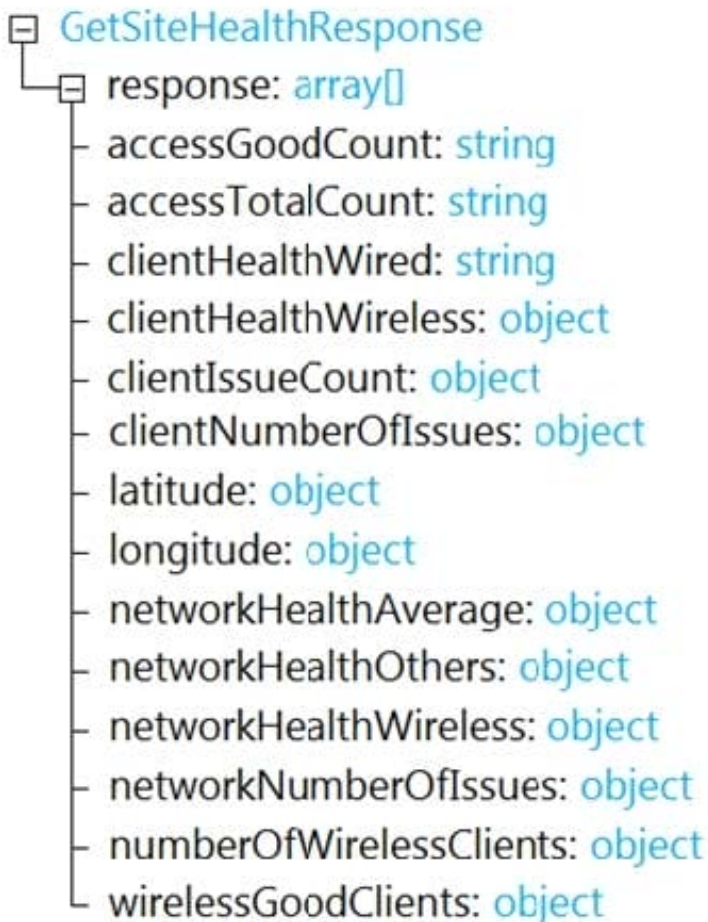 GetSiteHealthResponse
response: array[]
accessGoodCount: string
accessTotalCount: string
clientHealthWired: string
clientHealthWireless: object
clientIssueCount: object
clientNumberOfIssues: object
latitude: object
longitude: object
networkHealthAverage: object
networkHealthOthers: object
networkHealthWireless: object
networkNumberOfIssues: object
numberOfWirelessClients: object
wirelessGoodClients: object